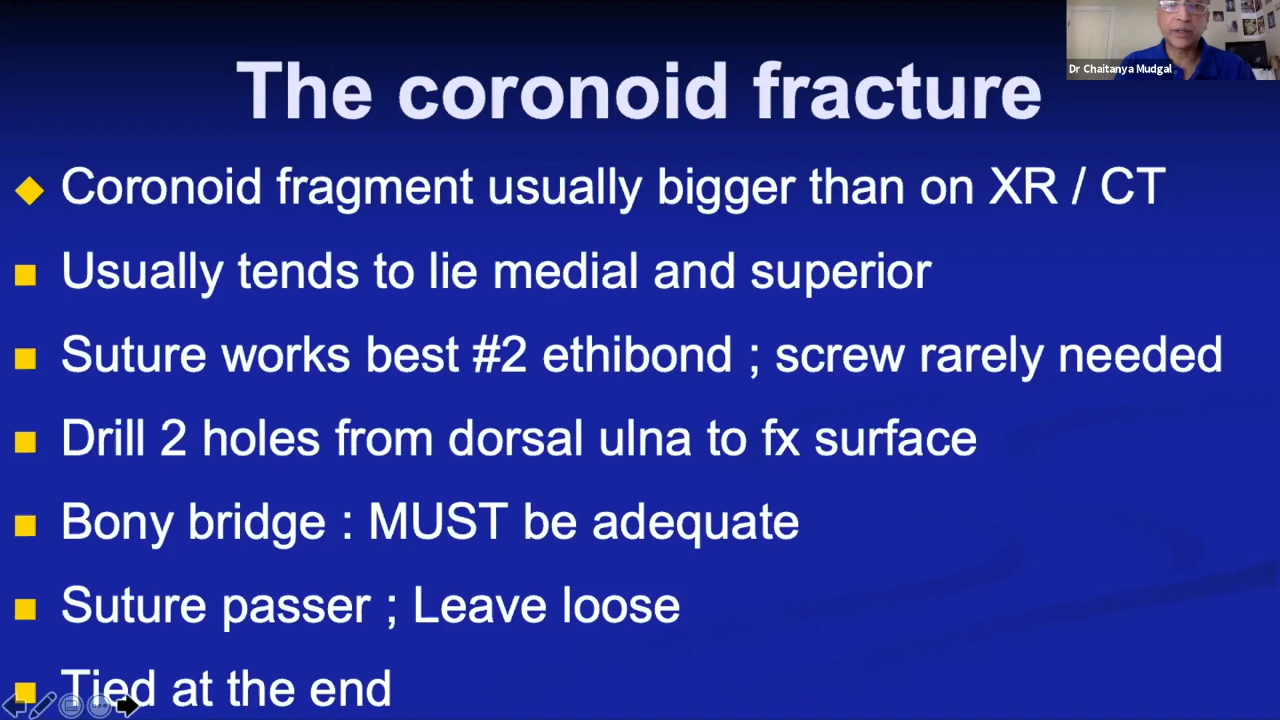 Dr Chaitanya Mudgal
The coronoid fracture
Coronoid fragment usually bigger than on XR / CT
Usually tends to lie medial and superior
Suture works best #2 ethibond ; screw rarely needed
Drill 2 holes from dorsal ulna to fx surface
Bony bridge : MUST be adequate
Suture passer ; Leave loose
Tied at the end